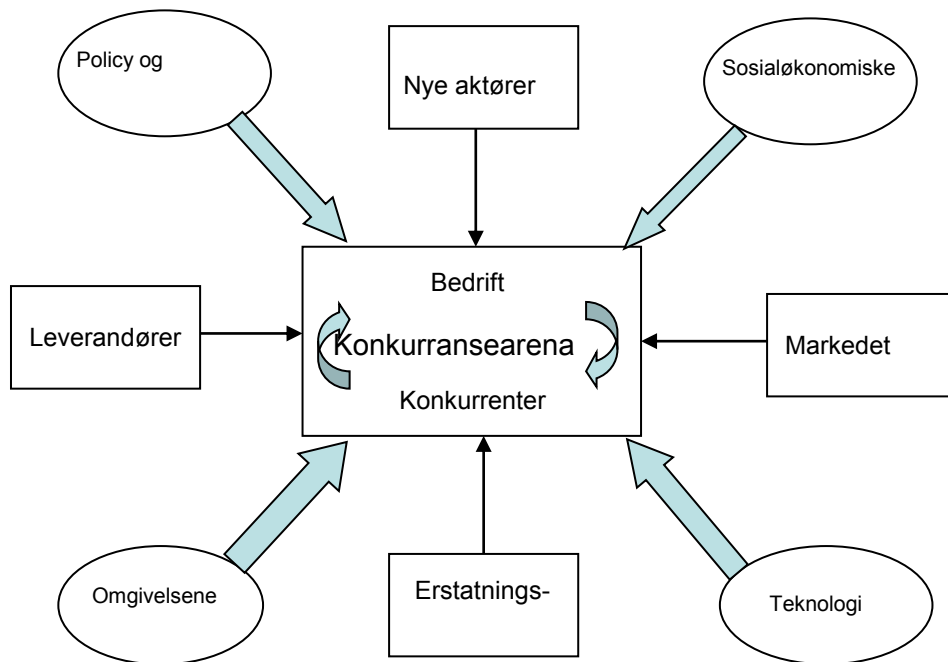 Policy og
Nye aktører
Sosialøkonomiske
Bedrift
Leverandører
Konkurransearena
Markedet
Konkurrenter
Omgivelsene
Erstatnings-
Teknologi